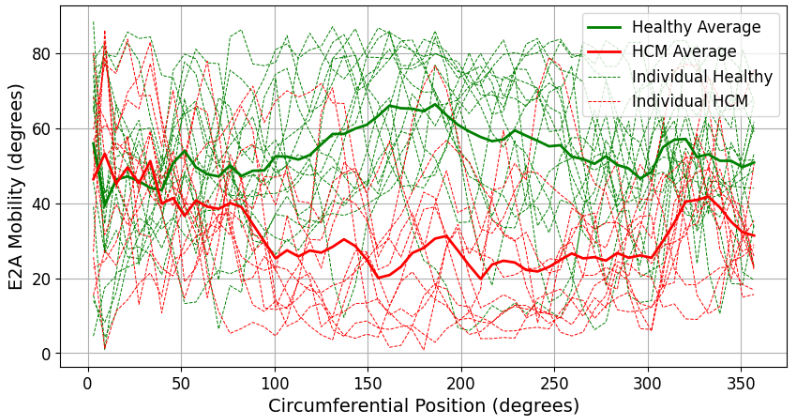 Healthy Average
HCM Average
Individual Healthy
Individual HCM
E2A Mobility (degrees)
80
60
40
20
0
0 50 100 150 200 250 300 350
Circumferential Position (degrees)